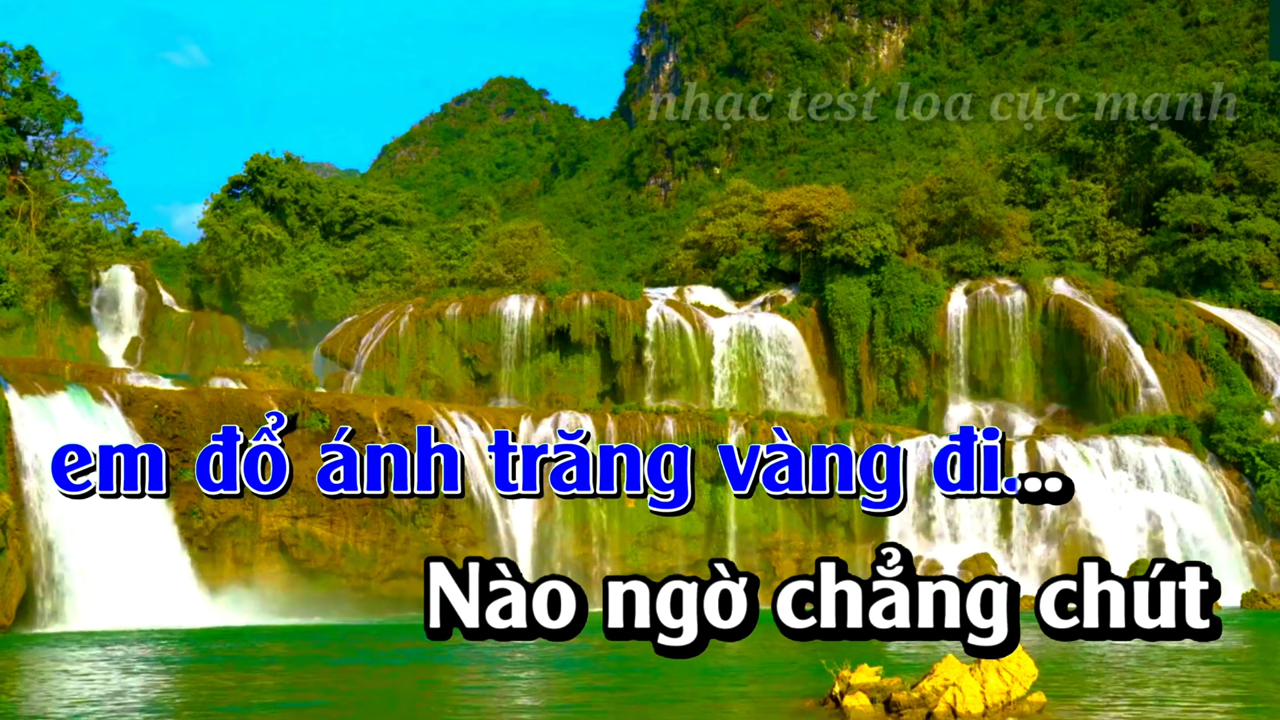 nhạc test loa cực mạnh
em đổ ánh trăng vàng đi...
Nào ngờ chẳng chút